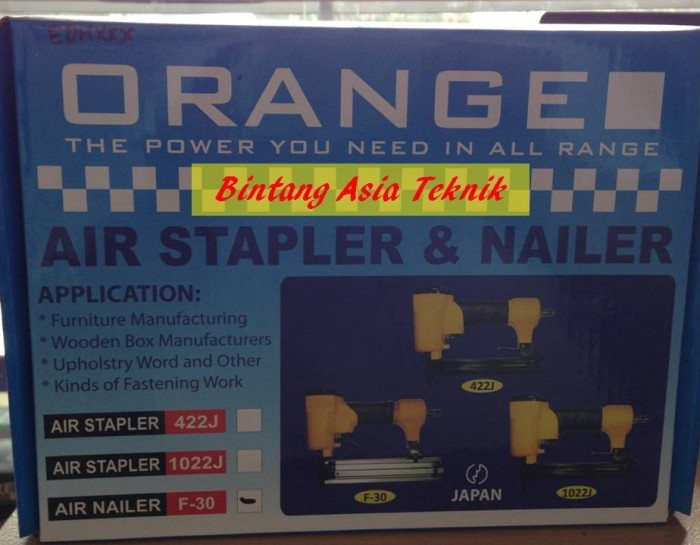 EDHXXX
ORANGE
THE POWER YOU NEED IN ALL RANGE
Bintang Asia Teknik
AIR STAPLER & NAILER
APPLICATION:
* Furniture Manufacturing
* Wooden Box Manufacturers
* Upholstry Word and Other
* Kinds of Fastening Work
AIR STAPLER 422J
AIR STAPLER 1022J
AIR NAILER F-30
422J
F-30
JAPAN
1022J